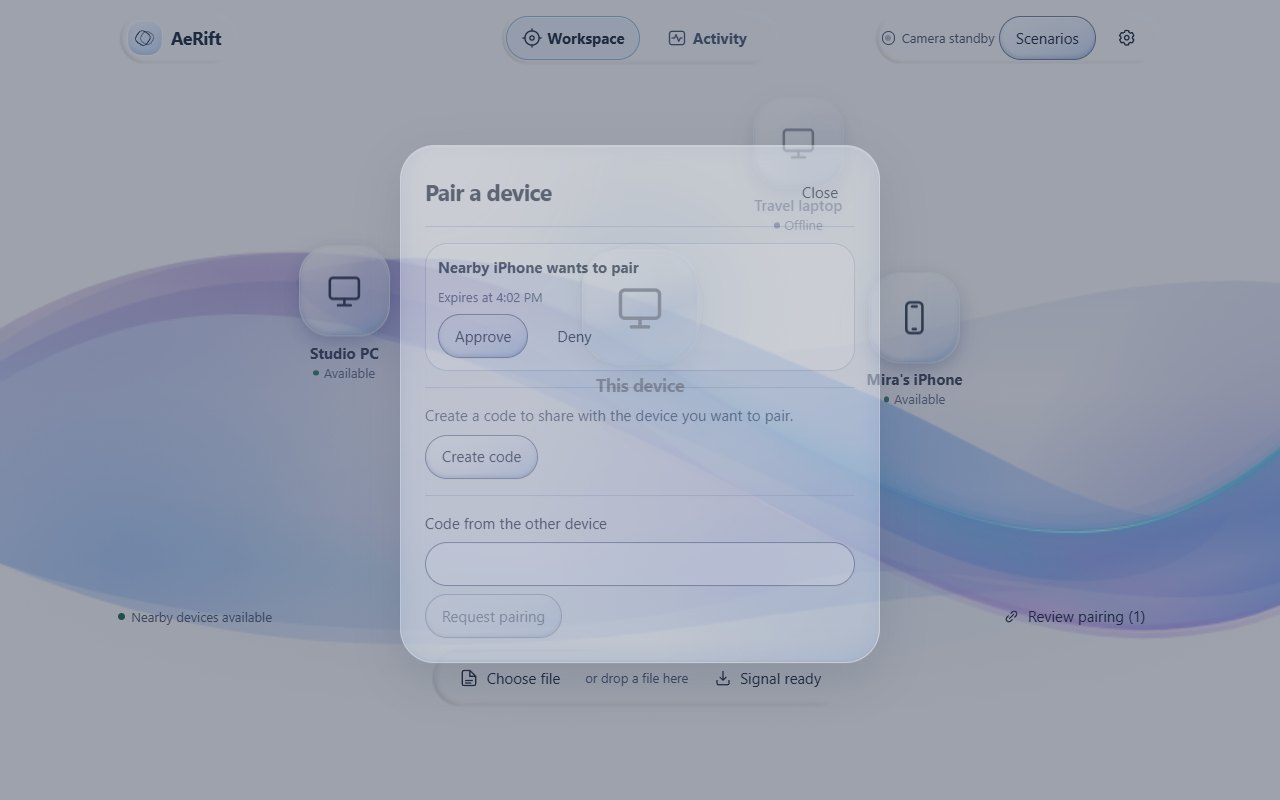 AeRift
Workspace
Activity
Camera standby
Scenarios
Pair a device
Close
Travel laptop
Offline
Nearby iPhone wants to pair
Expires at 4:02 PM
Approve
Deny
Studio PC
Available
This device
Mira's iPhone
Available
Create a code to share with the device you want to pair.
Create code
Code from the other device
Request pairing
Nearby devices available
Review pairing (1)
Choose file
or drop a file here
Signal ready